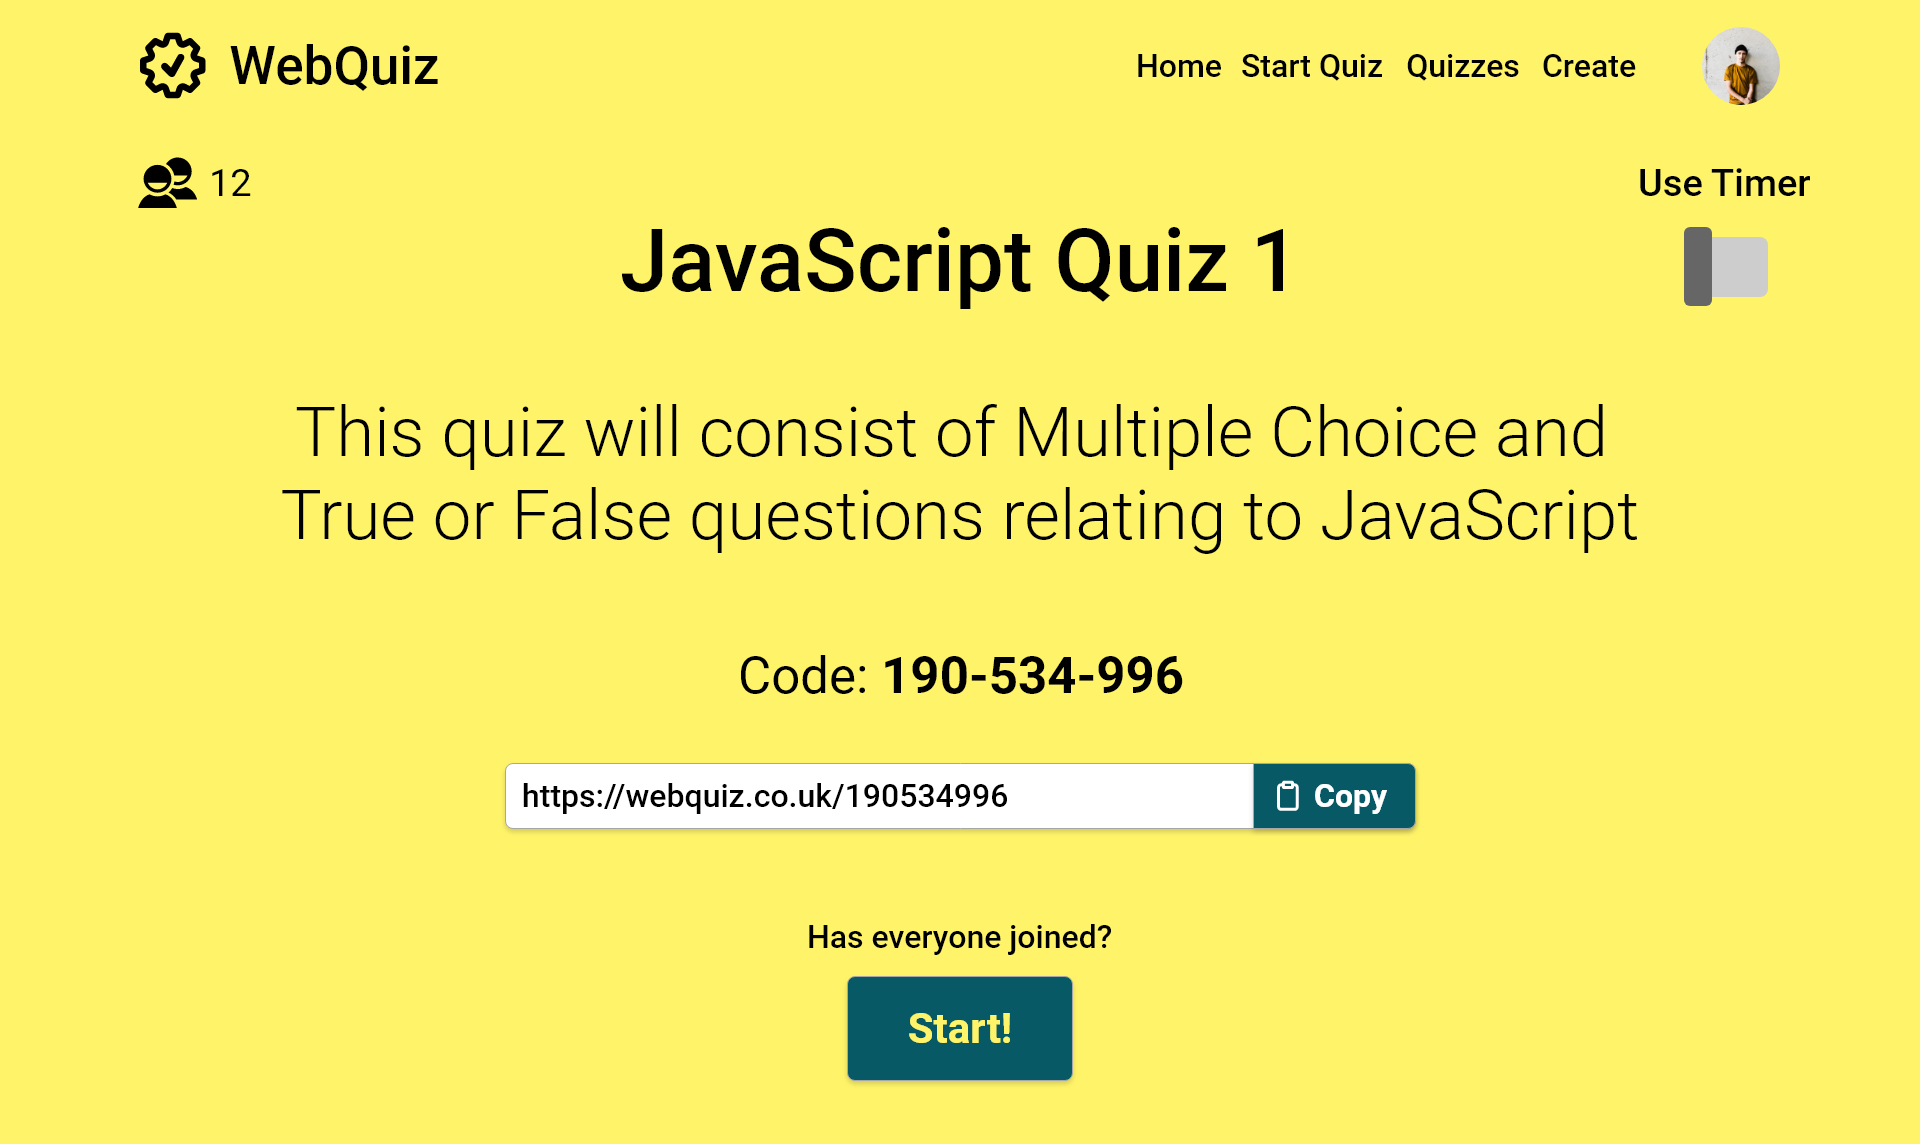 WebQuiz
Home Start Quiz Quizzes Create
12
Use Timer
JavaScript Quiz 1
This quiz will consist of Multiple Choice and
True or False questions relating to JavaScript
Code: 190-534-996
https://webquiz.co.uk/190534996
Copy
Has everyone joined?
Start!